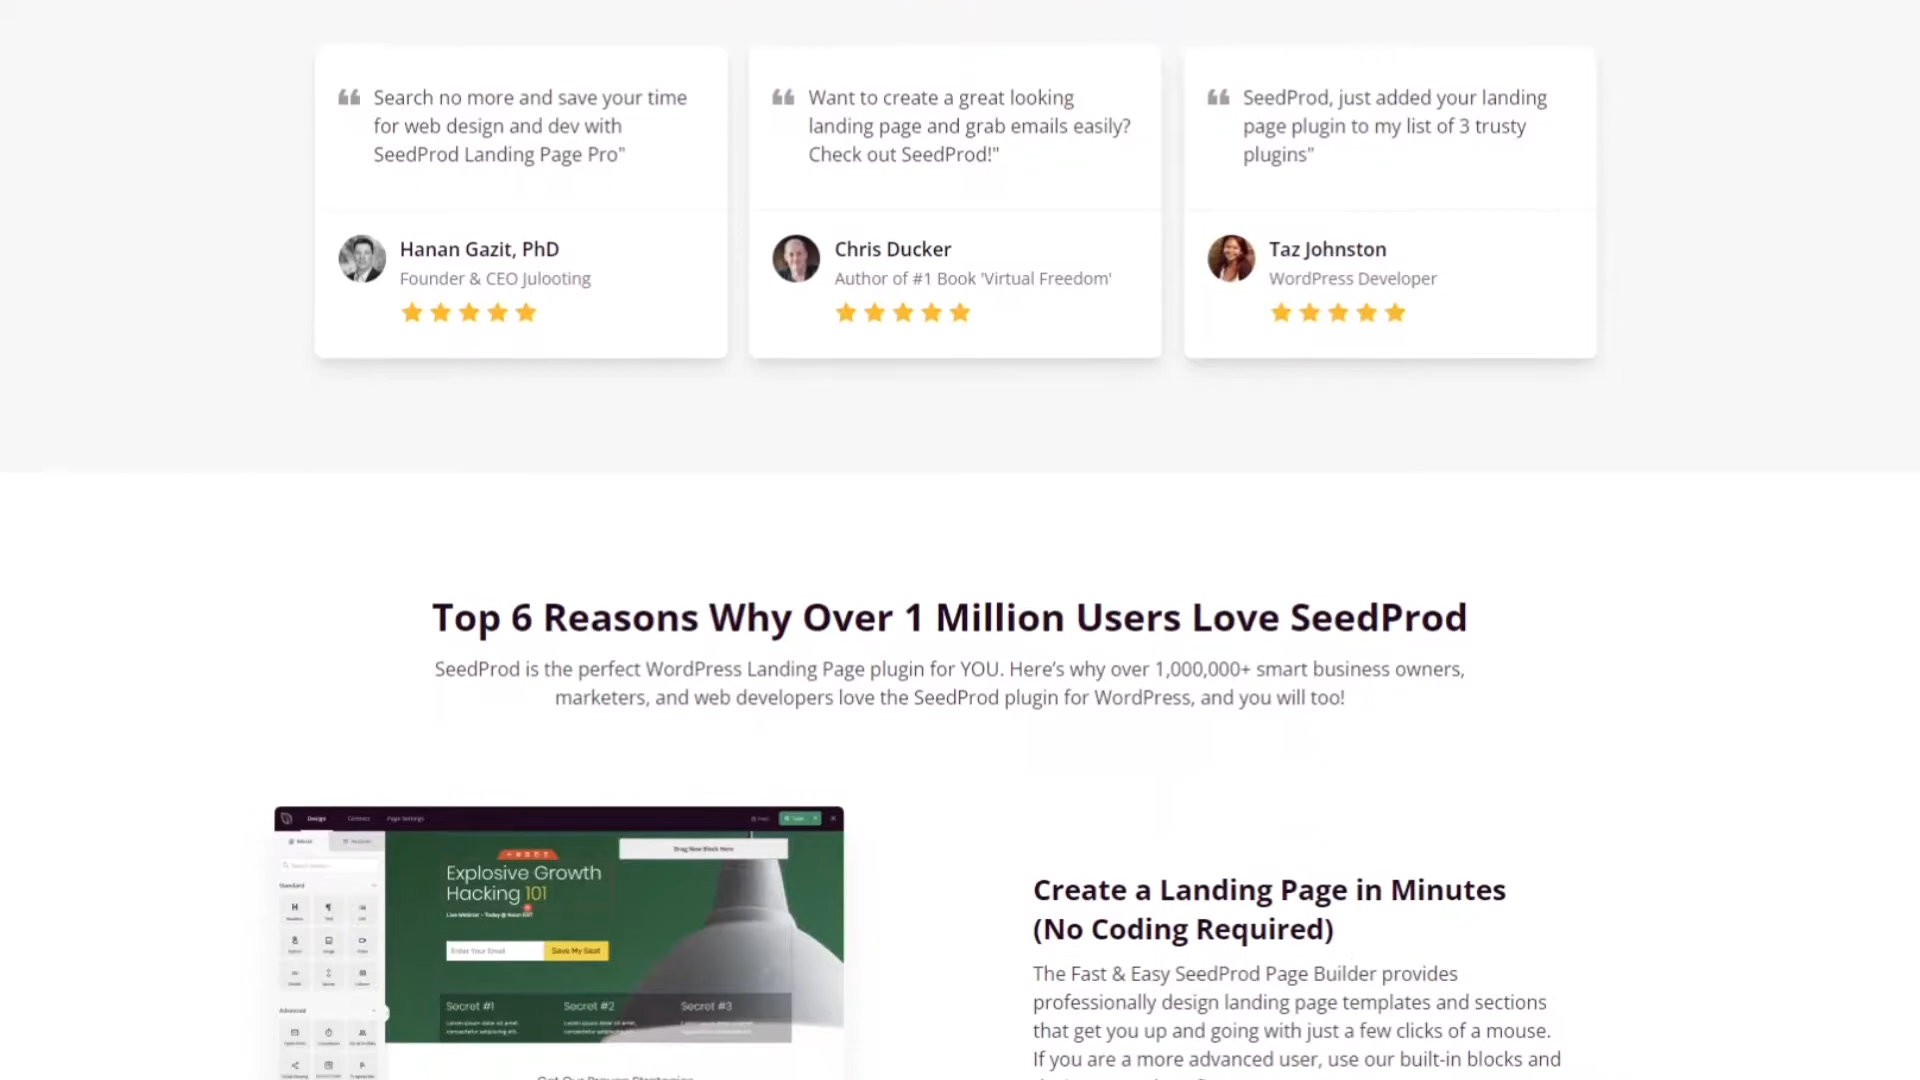 Search no more and save your time
for web design and dev with
SeedProd Landing Page Pro"
Hanan Gazit, PhD
Founder & CEO Julooting
Want to create a great looking
landing page and grab emails easily?
Check out SeedProd!"
Chris Ducker
Author of #1 Book 'Virtual Freedom'
SeedProd, just added your landing
page plugin to my list of 3 trusty
plugins"
Taz Johnston
WordPress Developer
Top 6 Reasons Why Over 1 Million Users Love SeedProd
SeedProd is the perfect WordPress Landing Page plugin for YOU. Here’s why over 1,000,000+ smart business owners,
marketers, and web developers love the SeedProd plugin for WordPress, and you will too!
Design Connect Page Settings
Standard
Advanced
Drag New Block Here
Explosive Growth
Hacking 101
Live Webinar – Today @ Noon EST
Enter Your Email Save My Seat
Secret #1 Secret #2 Secret #3
Create a Landing Page in Minutes
(No Coding Required)
The Fast & Easy SeedProd Page Builder provides
professionally design landing page templates and sections
that get you up and going with just a few clicks of a mouse.
If you are a more advanced user, use our built-in blocks and